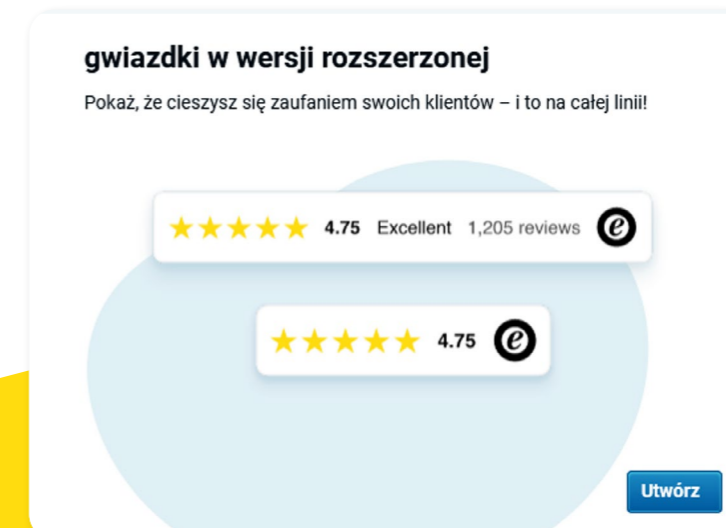 gwiazdki w wersji rozszerzonej
Pokaż, że cieszysz się zaufaniem swoich klientów – i to na całej linii!
4.75 Excellent 1,205 reviews e
4.75 e
Utwórz